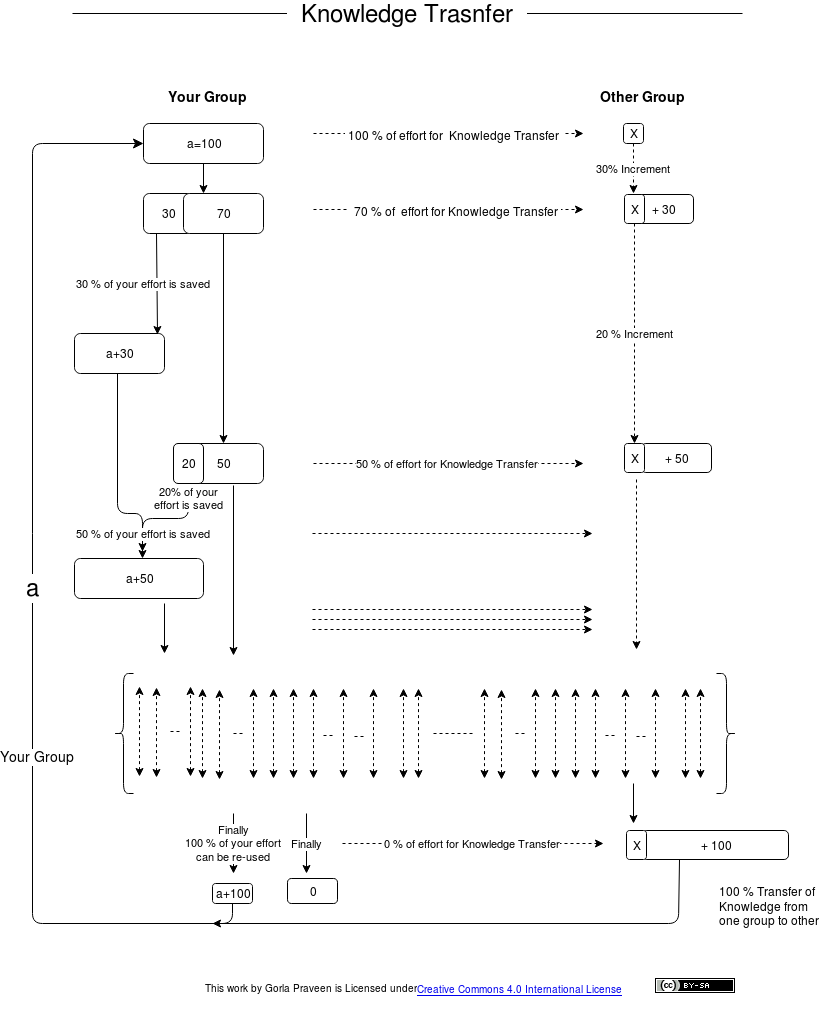 Knowledge Trasnfer
Your Group
Other Group
a=100
100 % of effort for Knowledge Transfer
X
30% Increment
30
70
70 % of effort for Knowledge Transfer
X
+ 30
30 % of your effort is saved
20 % Increment
a+30
20
50
50 % of effort for Knowledge Transfer
X
+ 50
20% of your
effort is saved
50 % of your effort is saved
a+50
a
Your Group
Finally
100 % of your effort
can be re-used
Finally
0 % of effort for Knowledge Transfer
X
+ 100
a+100
0
100 % Transfer of
Knowledge from
one group to other
This work by Gorla Praveen is Licensed underCreative Commons 4.0 International License
cc BY-SA